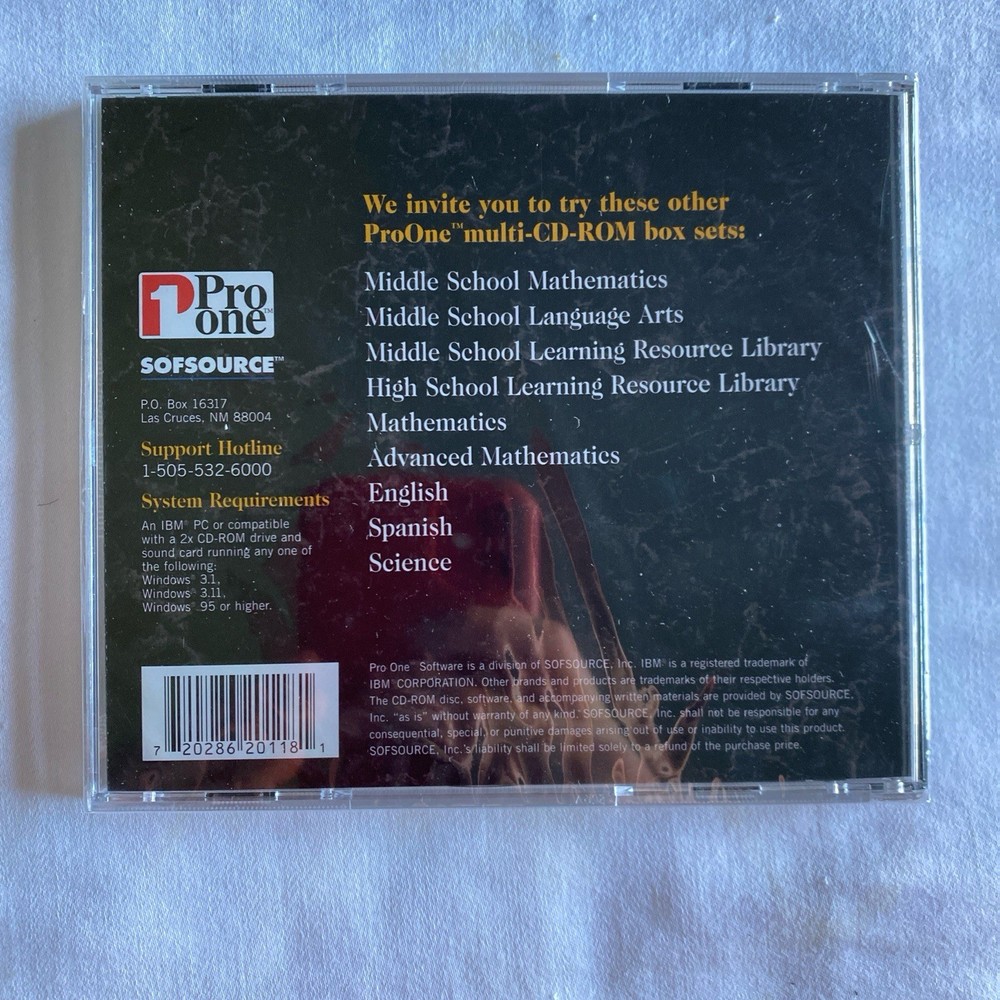 We invite you to try these other
ProOne™ multi-CD-ROM box sets:
Middle School Mathematics
Middle School Language Arts
Middle School Learning Resource Library
High School Learning Resource Library
Mathematics
Advanced Mathematics
English
Spanish
Science
1 Pro
one™
SOFSOURCE™
P.O. Box 16317
Las Cruces, NM 88004
Support Hotline
1-505-532-6000
System Requirements
An IBM® PC or compatible
with a 2x CD-ROM drive and
sound card running any one of
the following:
Windows® 3.1,
Windows® 3.11,
Windows® 95 or higher.
7 20286 20118 1
Pro One™ Software is a division of SOFSOURCE, Inc. IBM® is a registered trademark of
IBM® CORPORATION. Other brands and products are trademarks of their respective holders.
The CD-ROM disc, software, and accompanying written materials are provided by SOFSOURCE,
Inc. "as is" without warranty of any kind. SOFSOURCE, Inc. shall not be responsible for any
consequential, special, or punitive damages arising out of use or inability to use this product.
SOFSOURCE, Inc.'s liability shall be limited solely to a refund of the purchase price.